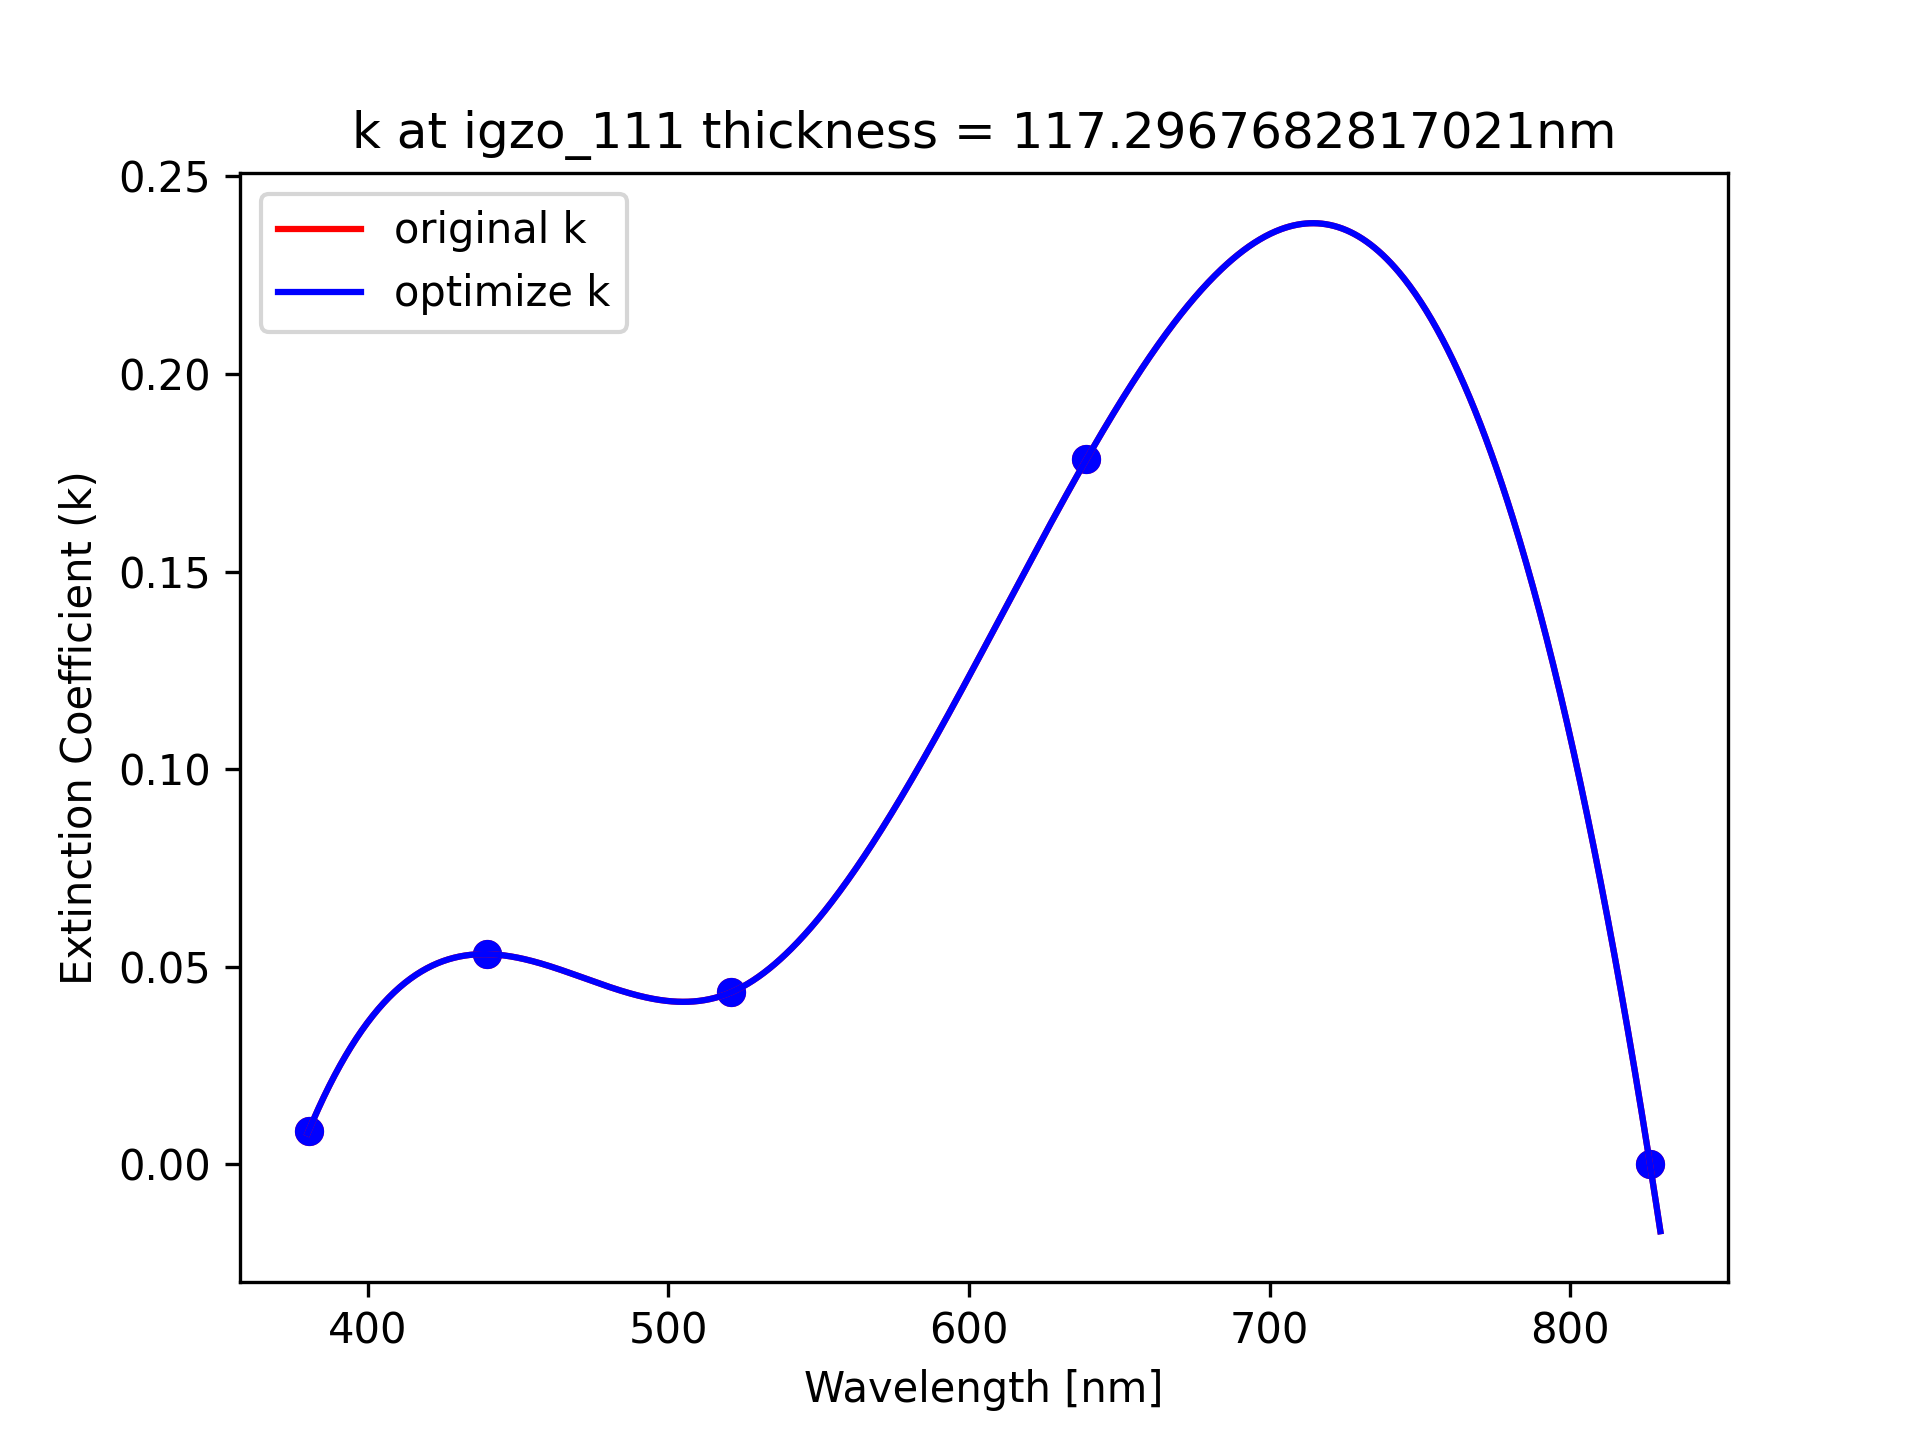 k at igzo_111 thickness = 117.2967682817021nm
0.25
original k
optimize k
0.20
0.15
0.10
0.05
0.00
Extinction Coefficient (k)
400 500 600 700 800
Wavelength [nm]